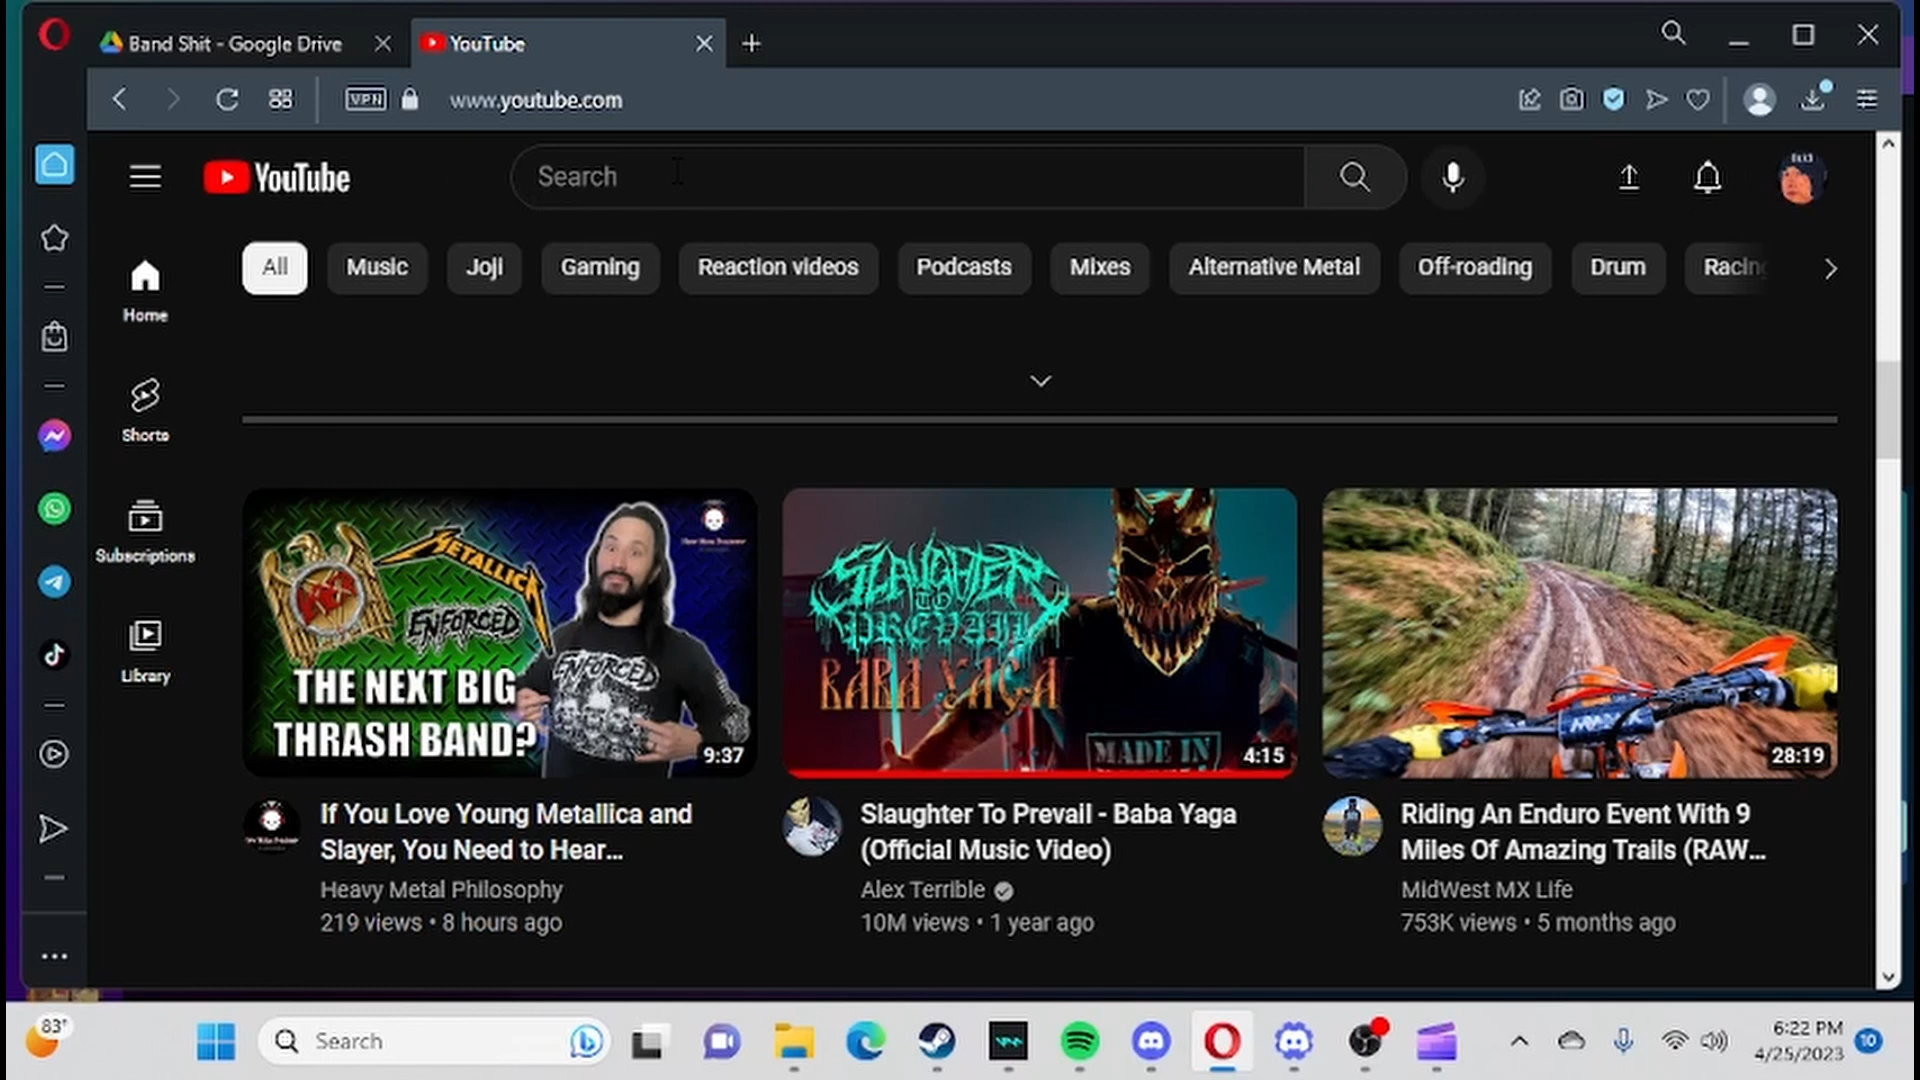 Band Shit - Google Drive
YouTube
VPN
www.youtube.com
YouTube
Search
All
Music
Joji
Gaming
Reaction videos
Podcasts
Mixes
Alternative Metal
Off-roading
Drum
Racing
Home
Shorts
Subscriptions
Library
METALLICA
ENFORCED
ENFORCED
THE NEXT BIG
THRASH BAND?
9:37
SLAUGHTER
TO
PREVAIL
BABA YAGA
MADE IN
4:15
28:19
If You Love Young Metallica and
Slayer, You Need to Hear...
Heavy Metal Philosophy
219 views • 8 hours ago
Slaughter To Prevail - Baba Yaga
(Official Music Video)
Alex Terrible
10M views • 1 year ago
Riding An Enduro Event With 9
Miles Of Amazing Trails (RAW...
MidWest MX Life
753K views • 5 months ago
83°
Search
6:22 PM
4/25/2023
10